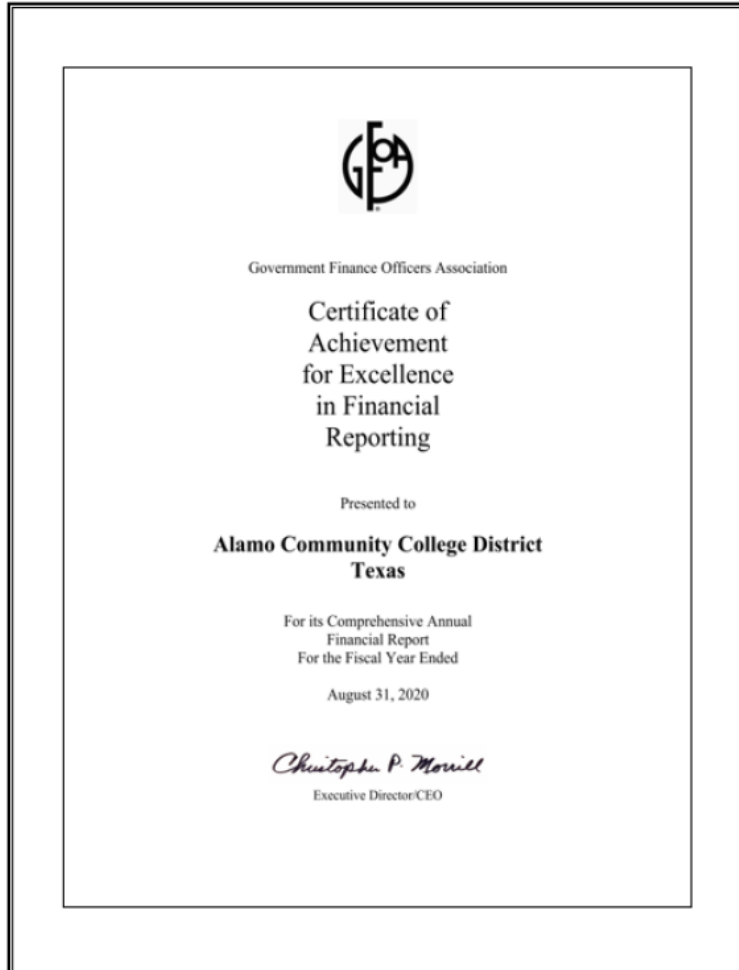 GFOA
Government Finance Officers Association
Certificate of
Achievement
for Excellence
in Financial
Reporting
Presented to
Alamo Community College District
Texas
For its Comprehensive Annual
Financial Report
For the Fiscal Year Ended
August 31, 2020
Christopher P. Morrill
Executive Director/CEO